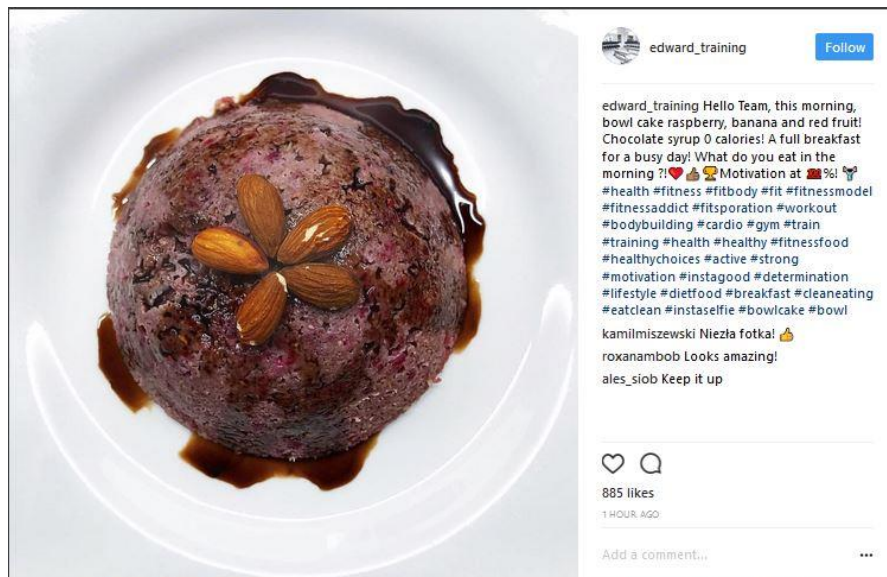 edward_training
Follow
edward_training Hello Team, this morning,
bowl cake raspberry, banana and red fruit!
Chocolate syrup 0 calories! A full breakfast
for a busy day! What do you eat in the
morning ?!❤️👍🏽🏆Motivation at %!
#health #fitness #fitbody #fit #fitnessmodel
#fitnessaddict #fitsporation #workout
#bodybuilding #cardio #gym #train
#training #health #healthy #fitnessfood
#healthychoices #active #strong
#motivation #instagood #determination
#lifestyle #dietfood #breakfast #cleaneating
#eatclean #instaselfie #bowlcake #bowl
kamilmiszewski Niezła fotka! 👍
roxanambob Looks amazing!
ales_siob Keep it up
885 likes
1 HOUR AGO
Add a comment...